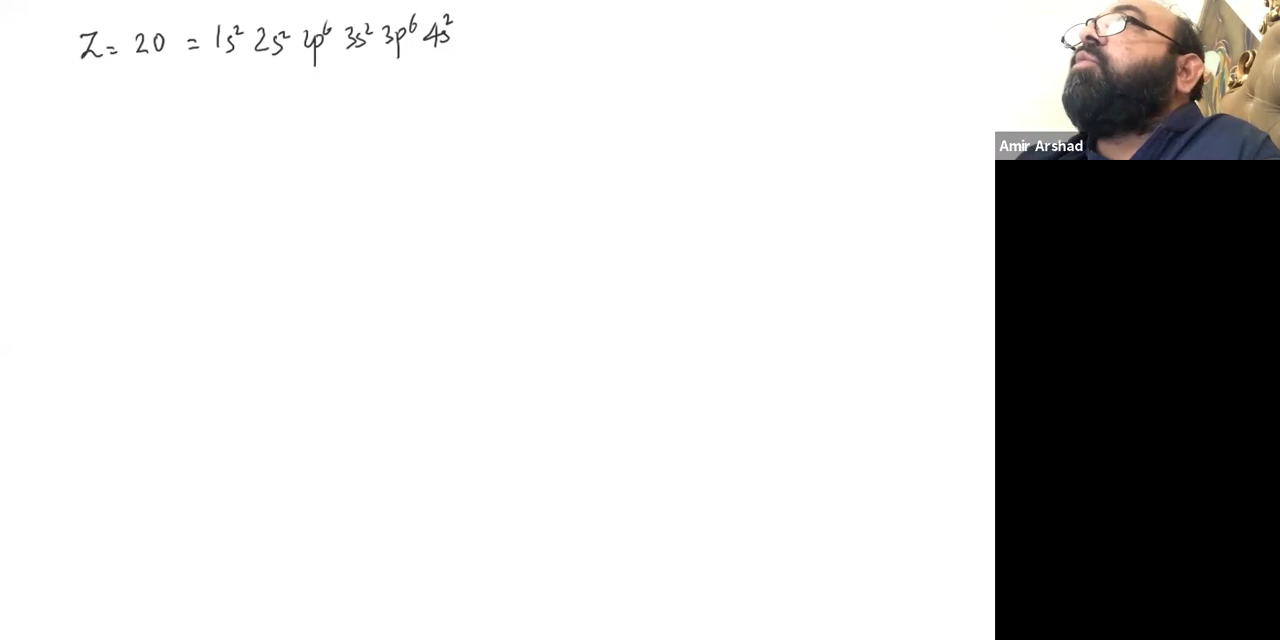 Z = 20 = 1s² 2s² 2p⁶ 3s² 3p⁶ 4s²
Amir Arshad